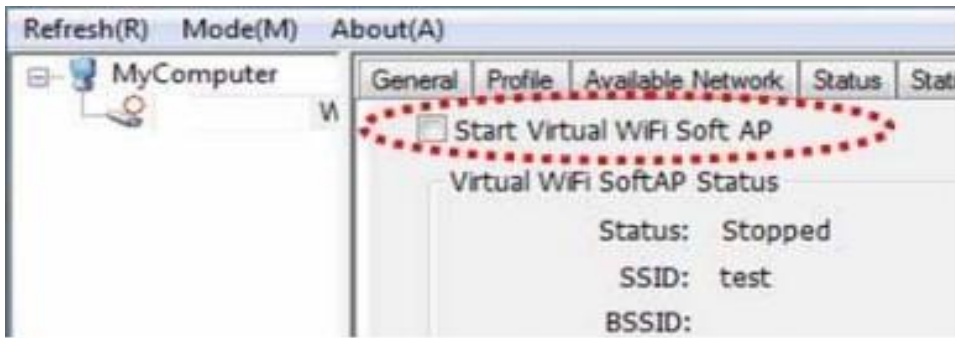 Refresh(R) Mode(M) About(A)
MyComputer
General Profile Available Network Status
Start Virtual WiFi Soft AP
Virtual WiFi SoftAP Status
Status: Stopped
SSID: test
BSSID: